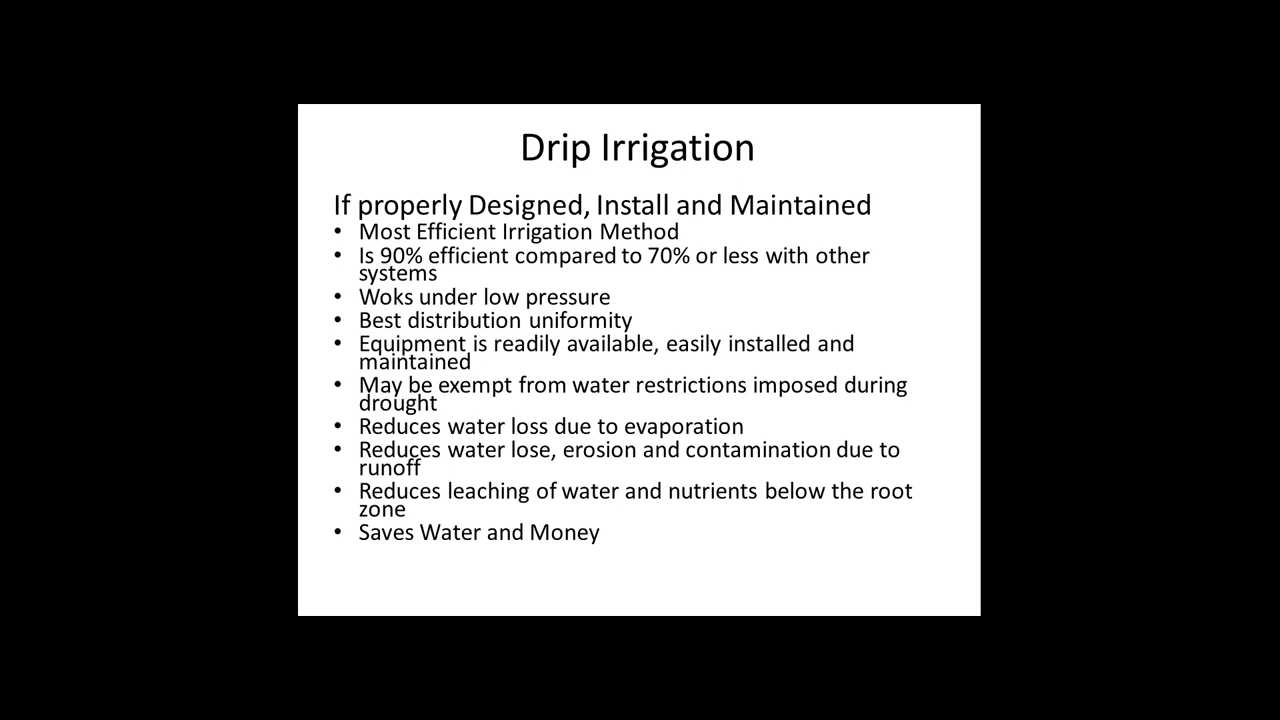 Drip Irrigation
If properly Designed, Install and Maintained
• Most Efficient Irrigation Method
• Is 90% efficient compared to 70% or less with other
systems
• Woks under low pressure
• Best distribution uniformity
• Equipment is readily available, easily installed and
maintained
• May be exempt from water restrictions imposed during
drought
• Reduces water loss due to evaporation
• Reduces water lose, erosion and contamination due to
runoff
• Reduces leaching of water and nutrients below the root
zone
• Saves Water and Money